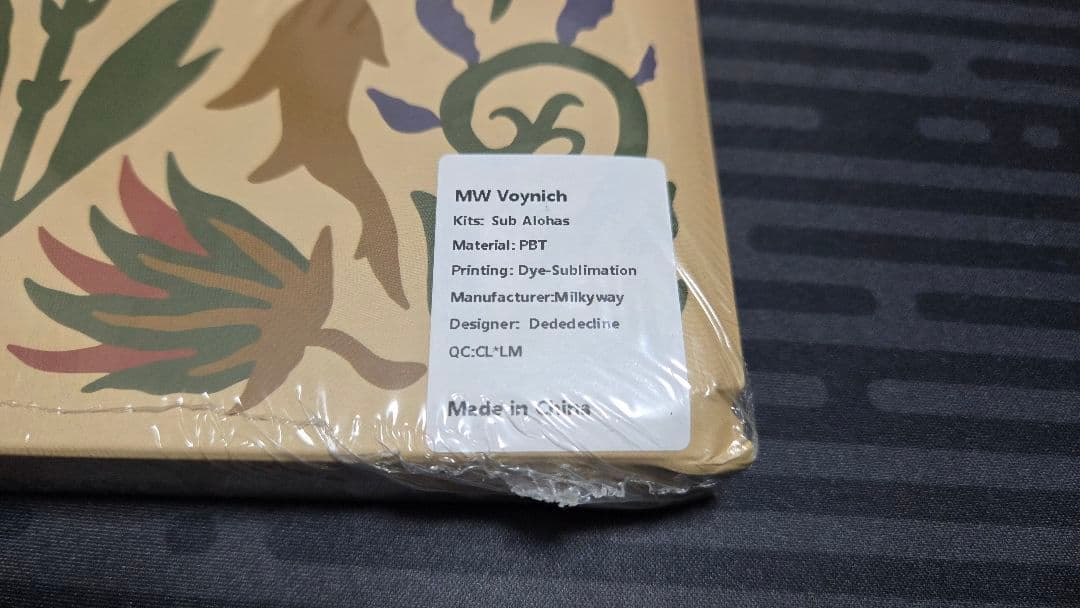 MW Voynich
Kits: Sub Alohas
Material: PBT
Printing: Dye-Sublimation
Manufacturer:Milkyway
Designer: Dededecline
QC:CL*LM
Made in China